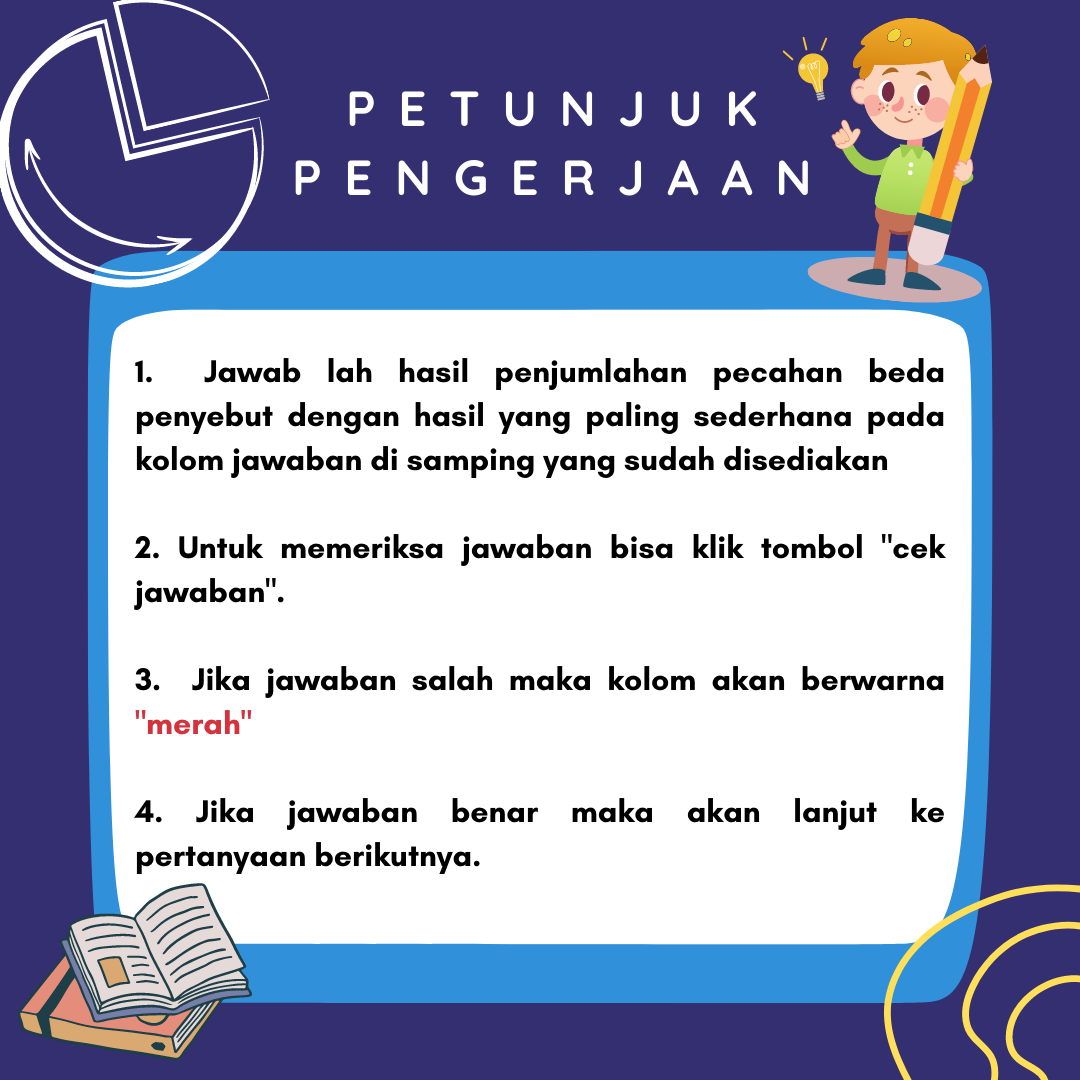 PETUNJUK
PENGERJAAN
1. Jawab lah hasil penjumlahan pecahan beda
penyebut dengan hasil yang paling sederhana pada
kolom jawaban di samping yang sudah disediakan
2. Untuk memeriksa jawaban bisa klik tombol "cek
jawaban".
3. Jika jawaban salah maka kolom akan berwarna
"merah"
4. Jika jawaban benar maka akan lanjut ke
pertanyaan berikutnya.